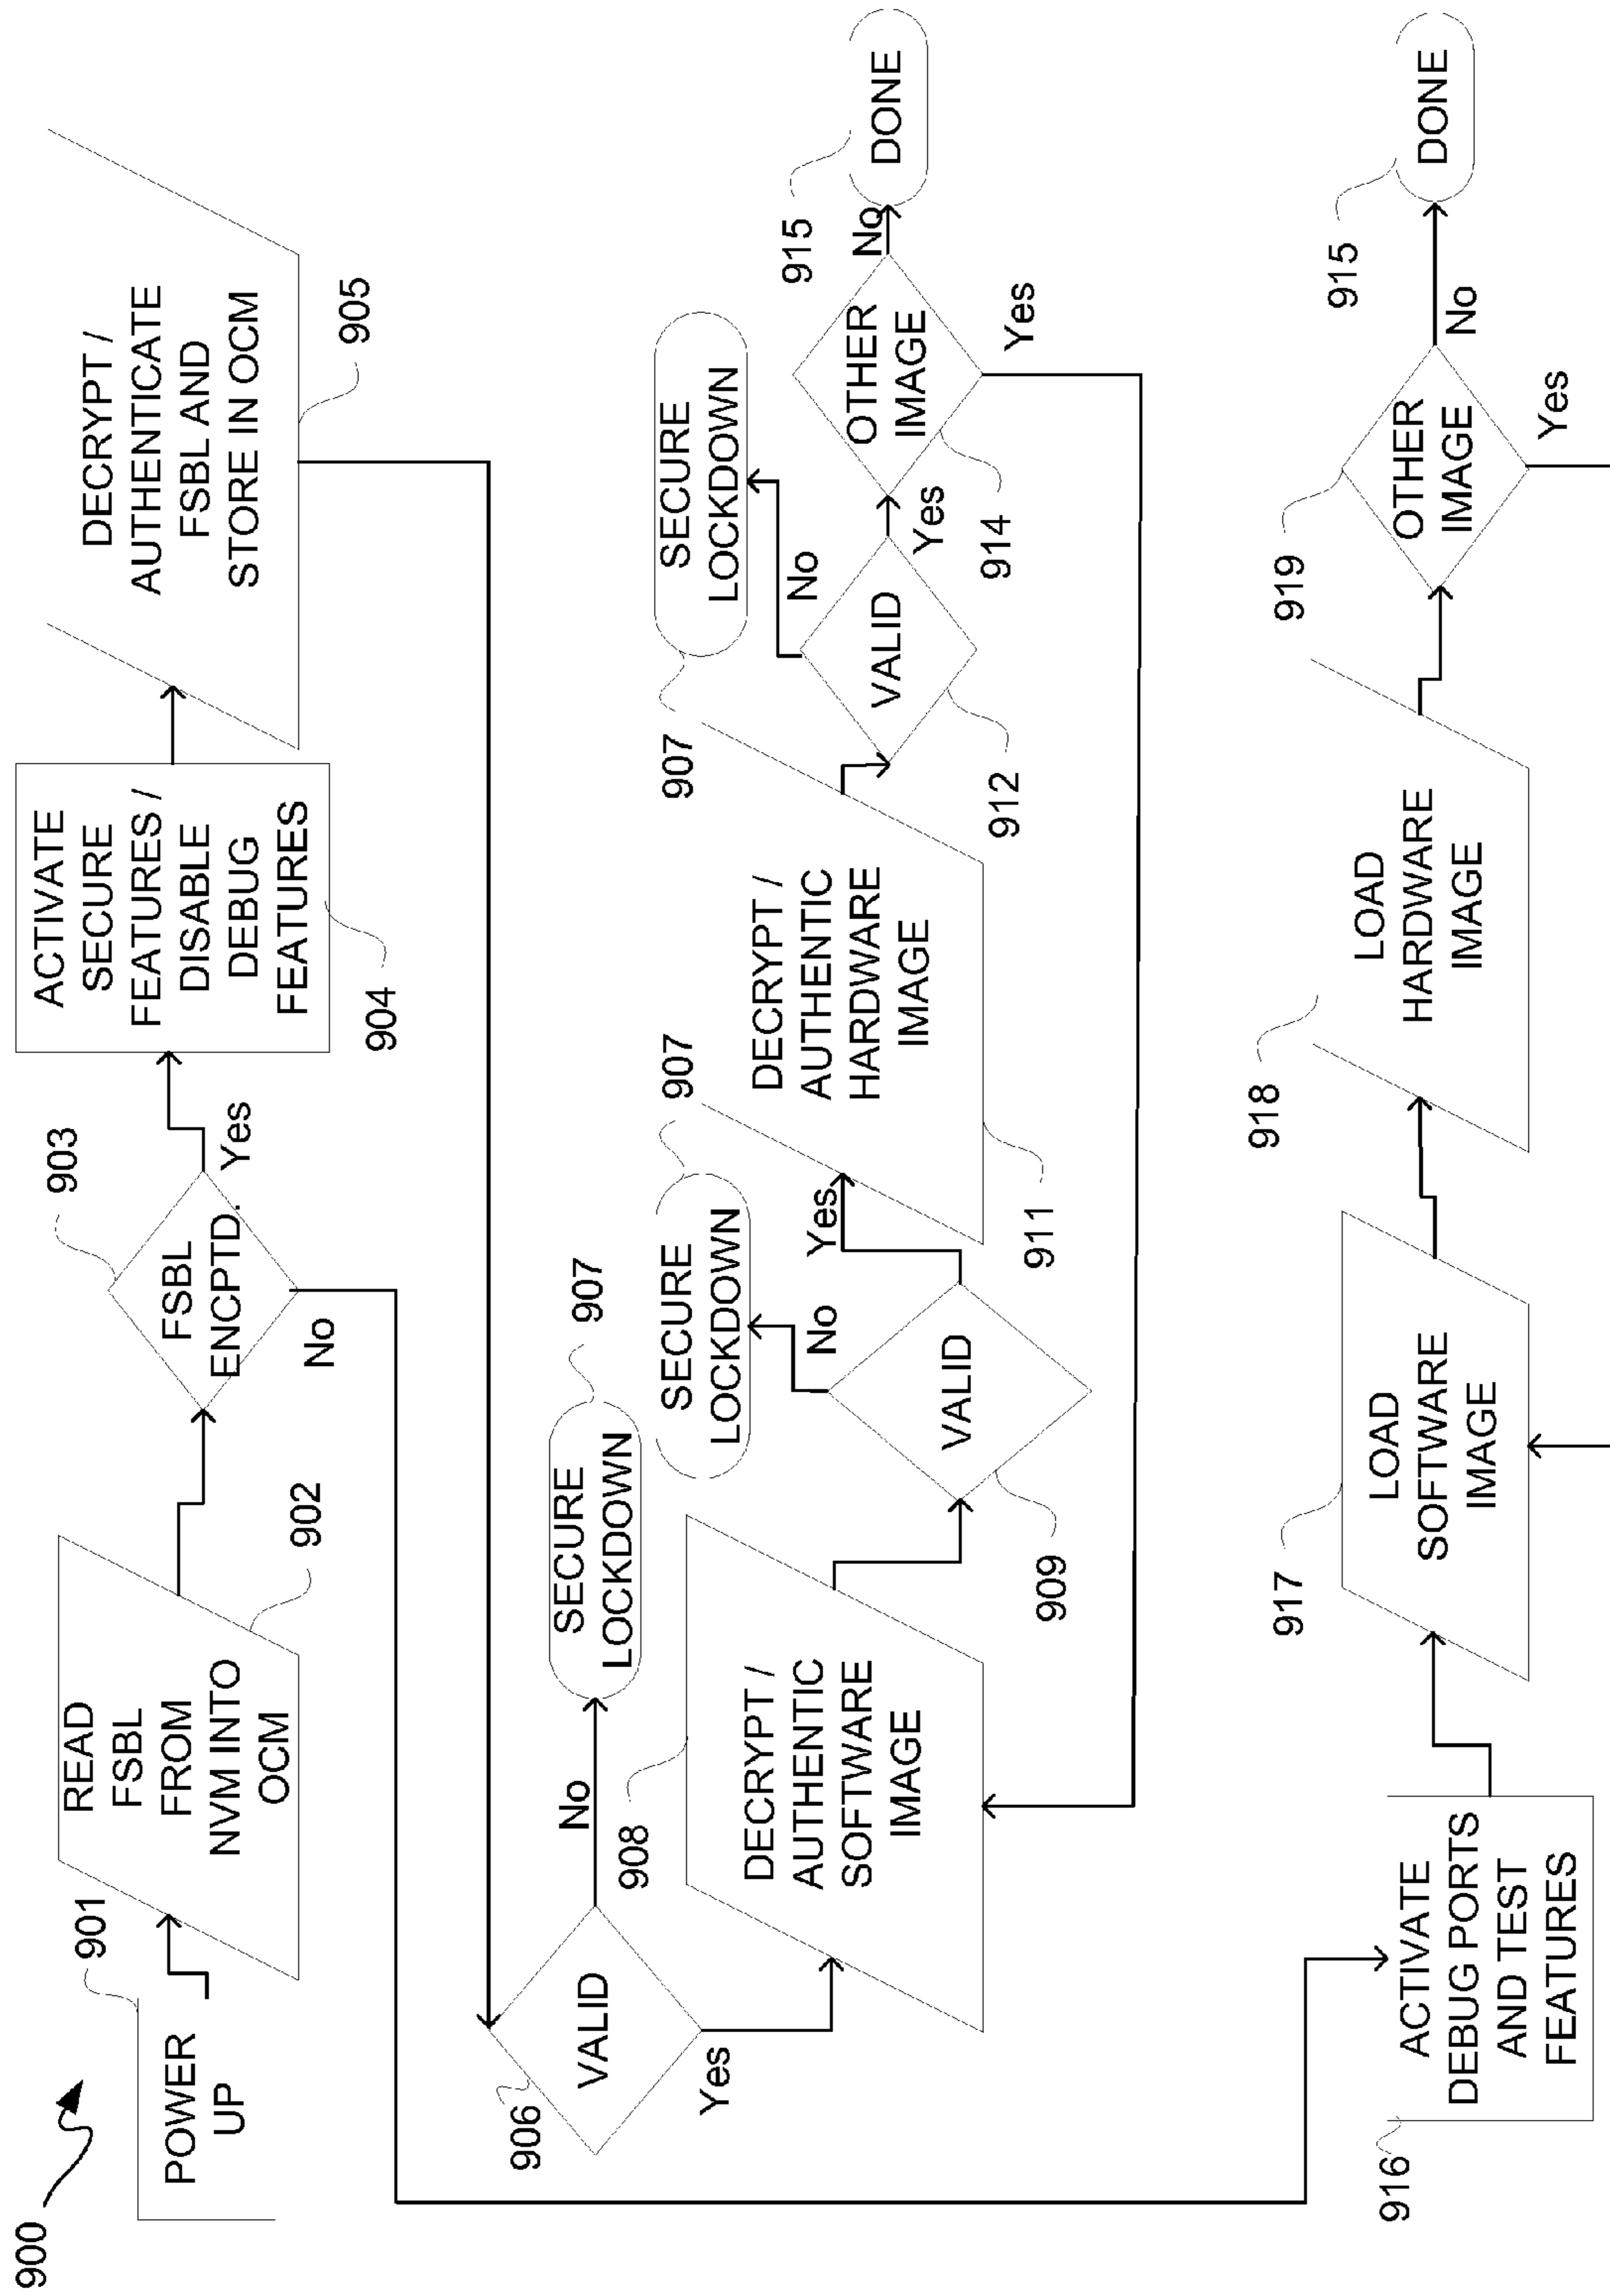 900
901
POWER
UP
READ
FSBL
FROM
NVM INTO
OCM
902
903
FSBL
ENCPTD.
Yes
No
ACTIVATE
SECURE
FEATURES /
DISABLE
DEBUG
FEATURES
904
DECRYPT /
AUTHENTICATE
FSBL AND
STORE IN OCM
905
906
VALID
No
Yes
907
SECURE
LOCKDOWN
908
DECRYPT /
AUTHENTIC
SOFTWARE
IMAGE
909
VALID
No
Yes
907
SECURE
LOCKDOWN
DECRYPT /
AUTHENTIC
HARDWARE
IMAGE
911
912
VALID
No
Yes
907
SECURE
LOCKDOWN
914
OTHER
IMAGE
No
Yes
915
DONE
916
ACTIVATE
DEBUG PORTS
AND TEST
FEATURES
917
LOAD
SOFTWARE
IMAGE
918
LOAD
HARDWARE
IMAGE
919
OTHER
IMAGE
No
Yes
915
DONE